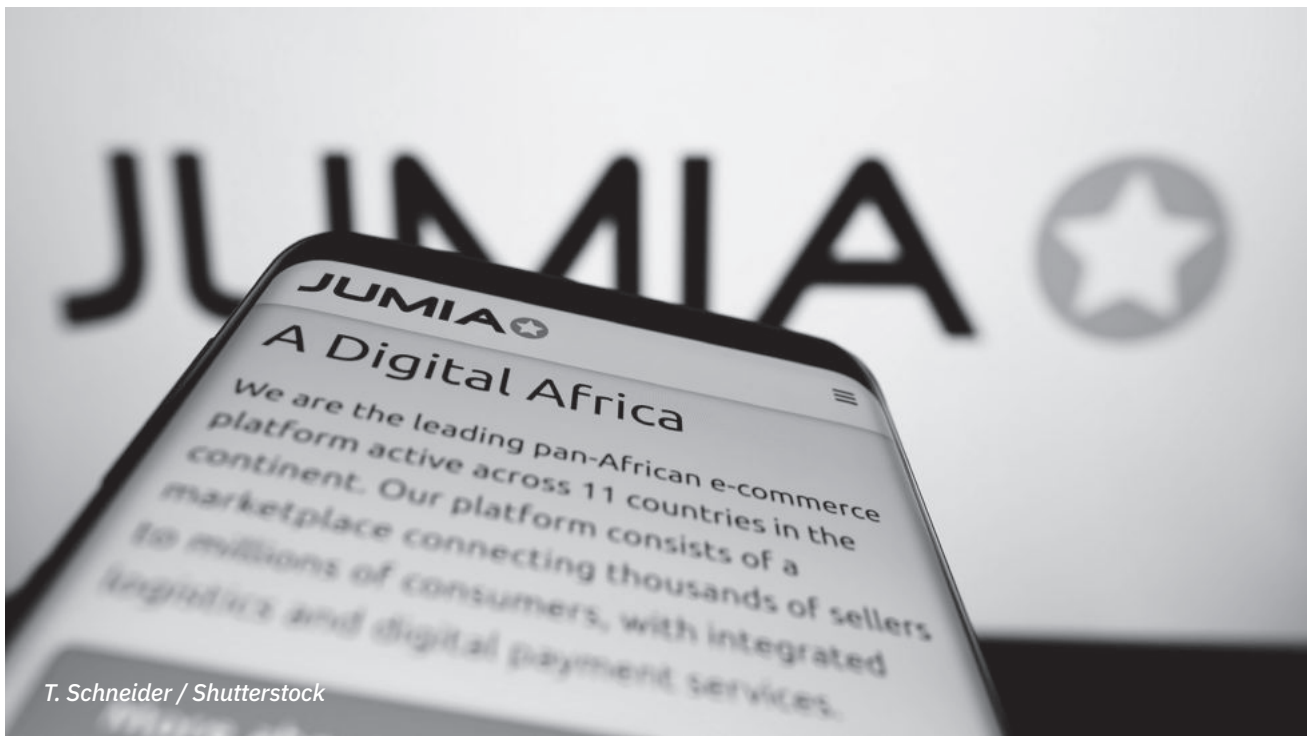 JUMIA
JUMIA
A Digital Africa
We are the leading pan-African e-commerce
platform active across 11 countries in the
continent. Our platform consists of a
marketplace connecting thousands of sellers
to millions of consumers, with integrated
logistics and digital payment services.
T. Schneider / Shutterstock